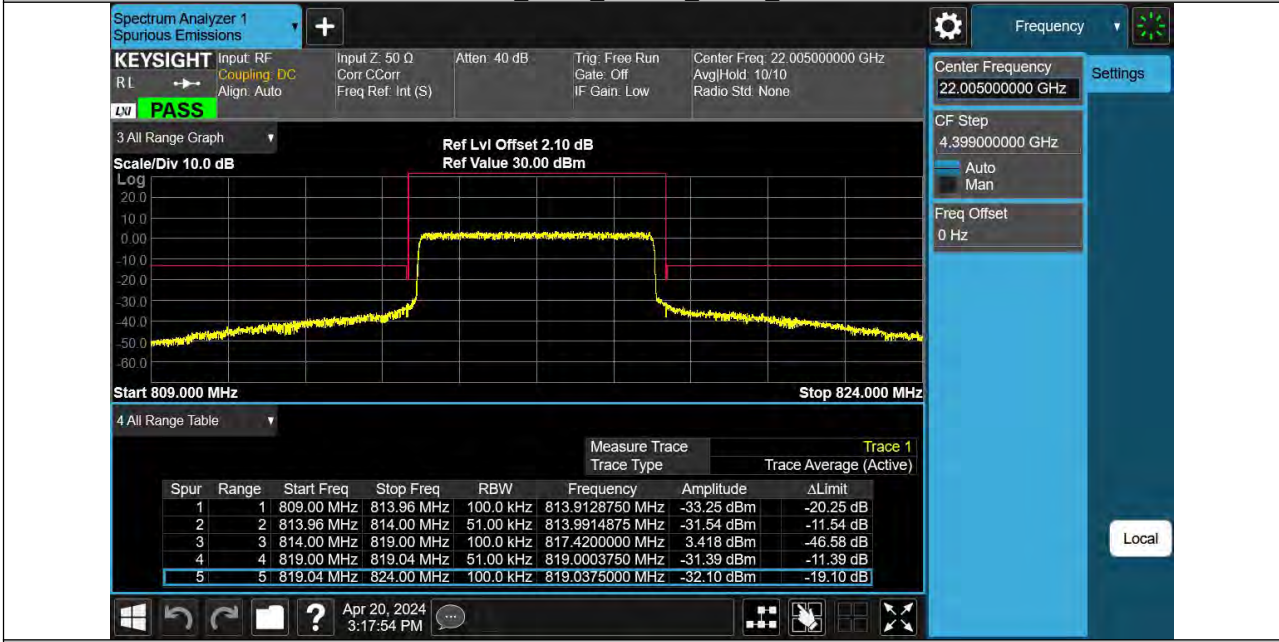 Spectrum Analyzer 1
Spurious Emissions
Frequency
KEYSIGHT
R L
LXI
PASS
Input: RF
Coupling: DC
Align: Auto
Input Z: 50 Ω
Corr CCorr
Freq Ref: Int (S)
Atten: 40 dB
Trig: Free Run
Gate: Off
IF Gain: Low
Center Freq: 22.005000000 GHz
Avg|Hold: 10/10
Radio Std: None
Center Frequency
22.005000000 GHz
Settings
CF Step
4.399000000 GHz
Auto
Man
Freq Offset
0 Hz
3 All Range Graph
Ref Lvl Offset 2.10 dB
Scale/Div 10.0 dB
Ref Value 30.00 dBm
Log
20.0
10.0
0.00
-10.0
-20.0
-30.0
-40.0
-50.0
-60.0
Start 809.000 MHz
Stop 824.000 MHz
4 All Range Table
Measure Trace Trace 1
Trace Type Trace Average (Active)
Spur Range Start Freq Stop Freq RBW Frequency Amplitude ΔLimit
1 1 809.00 MHz 813.96 MHz 100.0 kHz 813.9128750 MHz -33.25 dBm -20.25 dB
2 2 813.96 MHz 814.00 MHz 51.00 kHz 813.9914875 MHz -31.54 dBm -11.54 dB
3 3 814.00 MHz 819.00 MHz 100.0 kHz 817.4200000 MHz 3.418 dBm -46.58 dB
4 4 819.00 MHz 819.04 MHz 51.00 kHz 819.0003750 MHz -31.39 dBm -11.39 dB
5 5 819.04 MHz 824.00 MHz 100.0 kHz 819.0375000 MHz -32.10 dBm -19.10 dB
Local
?
Apr 20, 2024
3:17:54 PM